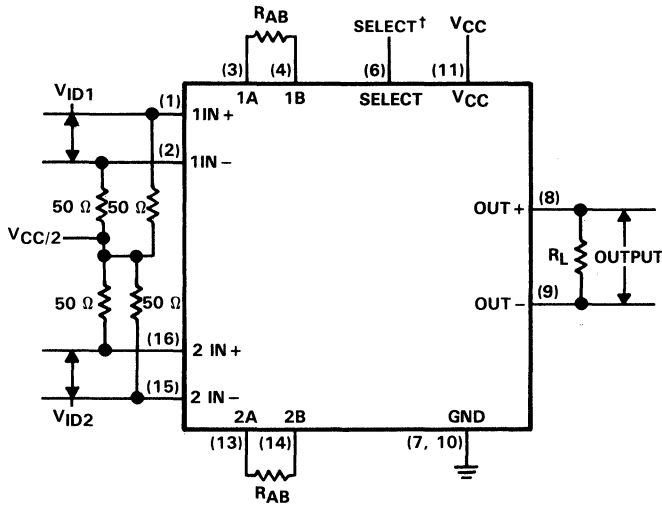 RAB
SELECT†
VCC
(3)
(4)
(6)
(11)
1A
1B
SELECT
VCC
VID1
(1)
1IN+
(2)
1IN−
50 Ω
50 Ω
VCC/2
50 Ω
50 Ω
(16)
2 IN+
(15)
2 IN−
VID2
OUT+
(8)
RL
OUTPUT
OUT−
(9)
2A
2B
GND
(13)
(14)
(7, 10)
RAB